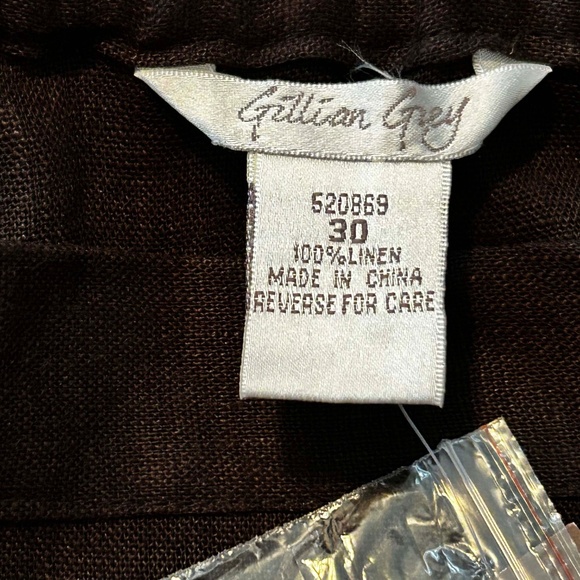 Gillian Grey
520869
30
100% LINEN
MADE IN CHINA
REVERSE FOR CARE